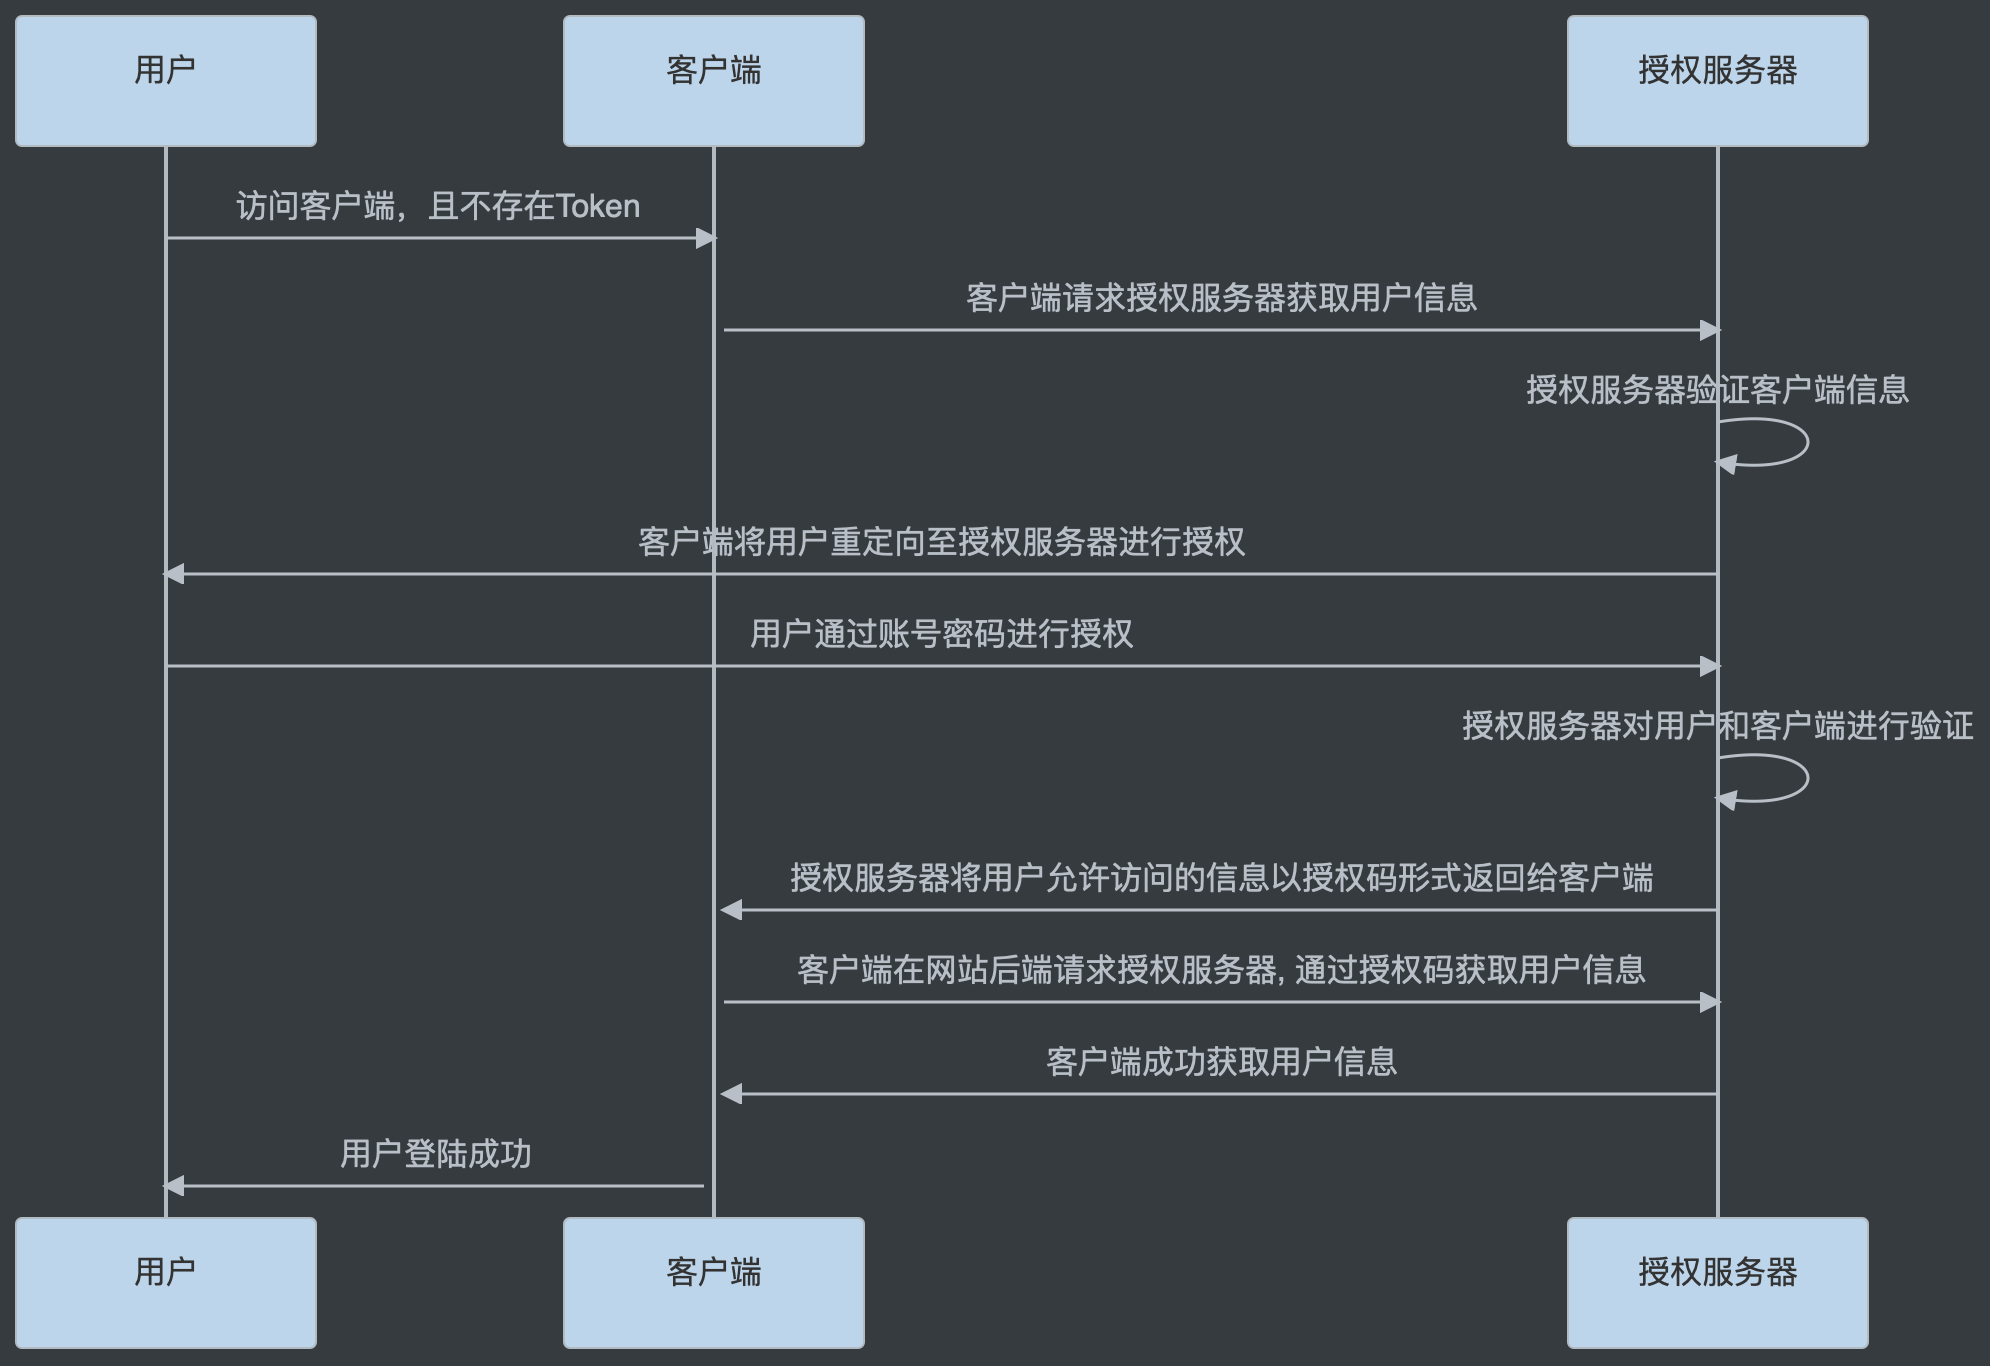 用户
客户端
授权服务器
访问客户端，且不存在Token
客户端请求授权服务器获取用户信息
授权服务器验证客户端信息
客户端将用户重定向至授权服务器进行授权
用户通过账号密码进行授权
授权服务器对用户和客户端进行验证
授权服务器将用户允许访问的信息以授权码形式返回给客户端
客户端在网站后端请求授权服务器, 通过授权码获取用户信息
客户端成功获取用户信息
用户登陆成功
用户
客户端
授权服务器